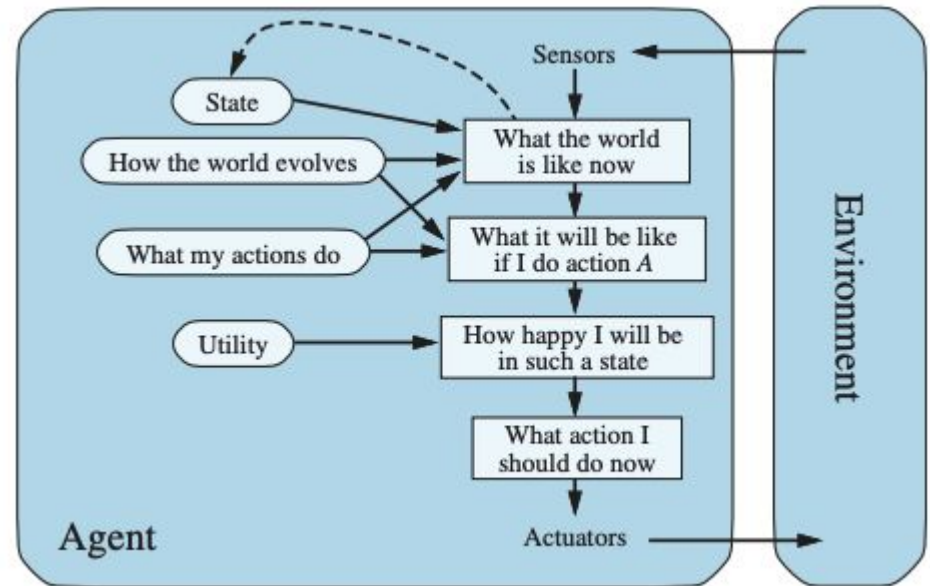 Sensors
State
What the world
is like now
How the world evolves
What it will be like
if I do action A
What my actions do
How happy I will be
in such a state
Utility
What action I
should do now
Agent
Actuators
Environment